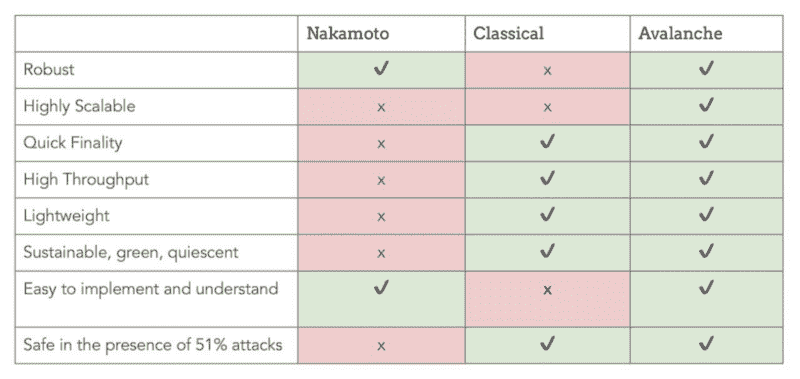 Nakamoto Classical Avalanche
Robust ✔ x ✔
Highly Scalable x x ✔
Quick Finality x ✔ ✔
High Throughput x ✔ ✔
Lightweight x ✔ ✔
Sustainable, green, quiescent x ✔ ✔
Easy to implement and understand ✔ x ✔
Safe in the presence of 51% attacks x ✔ ✔